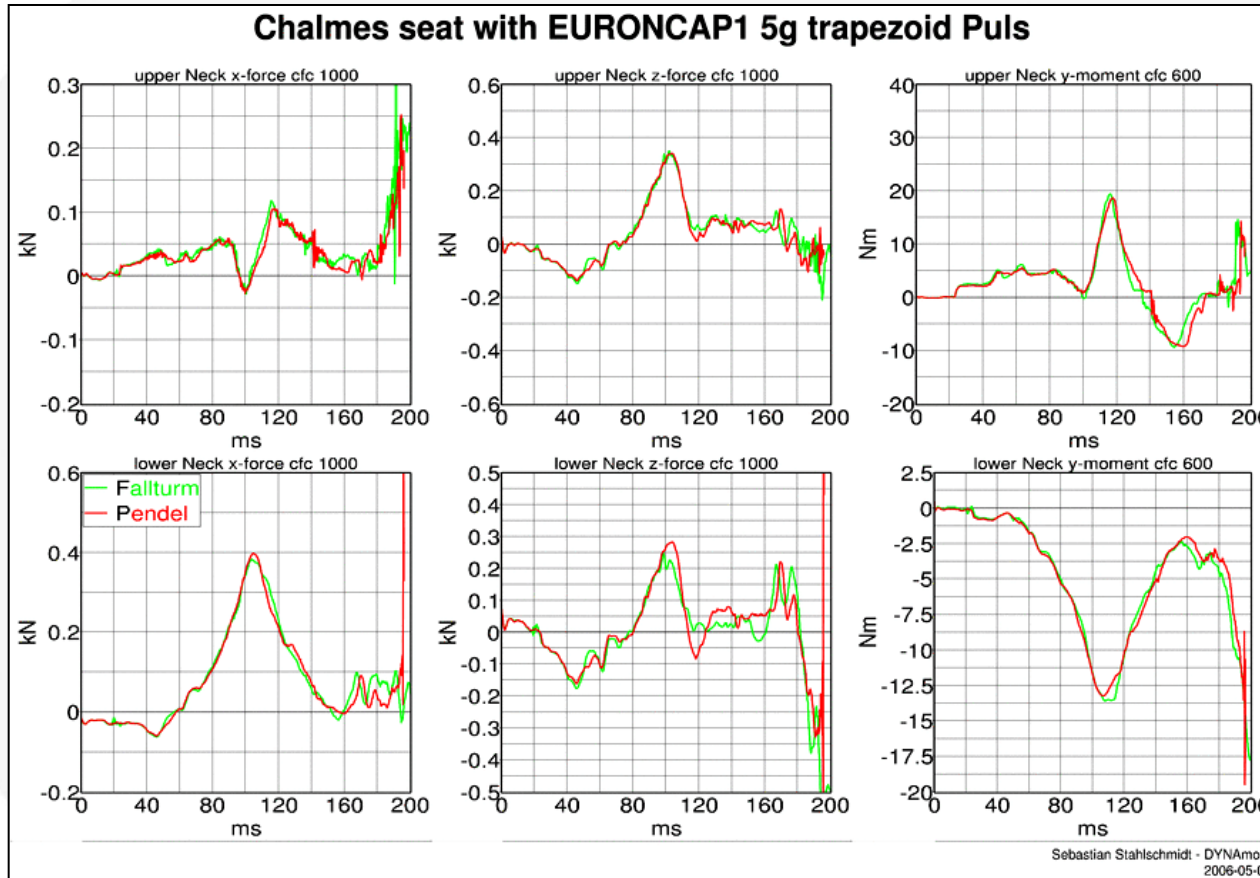 Chalmes seat with EURONCAP1 5g trapezoid Puls
upper Neck x-force cfc 1000
0.3
0.2
0.1
0
-0.1
-0.2
kN
0 40 80 120 160 200
ms
upper Neck z-force cfc 1000
0.6
0.4
0.2
0
-0.2
-0.4
-0.6
kN
0 40 80 120 160 200
ms
upper Neck y-moment cfc 600
40
30
20
10
0
-10
-20
Nm
0 40 80 120 160 200
ms
lower Neck x-force cfc 1000
0.6
0.4
0.2
0
-0.2
kN
Fallturm
Pendel
0 40 80 120 160 200
ms
lower Neck z-force cfc 1000
0.5
0.4
0.3
0.2
0.1
0
-0.1
-0.2
-0.3
-0.4
-0.5
kN
0 40 80 120 160 200
ms
lower Neck y-moment cfc 600
2.5
0
-2.5
-5
-7.5
-10
-12.5
-15
-17.5
-20
Nm
0 40 80 120 160 200
ms
Sebastian Stahlschmidt - DYNAmo
2006-05-0